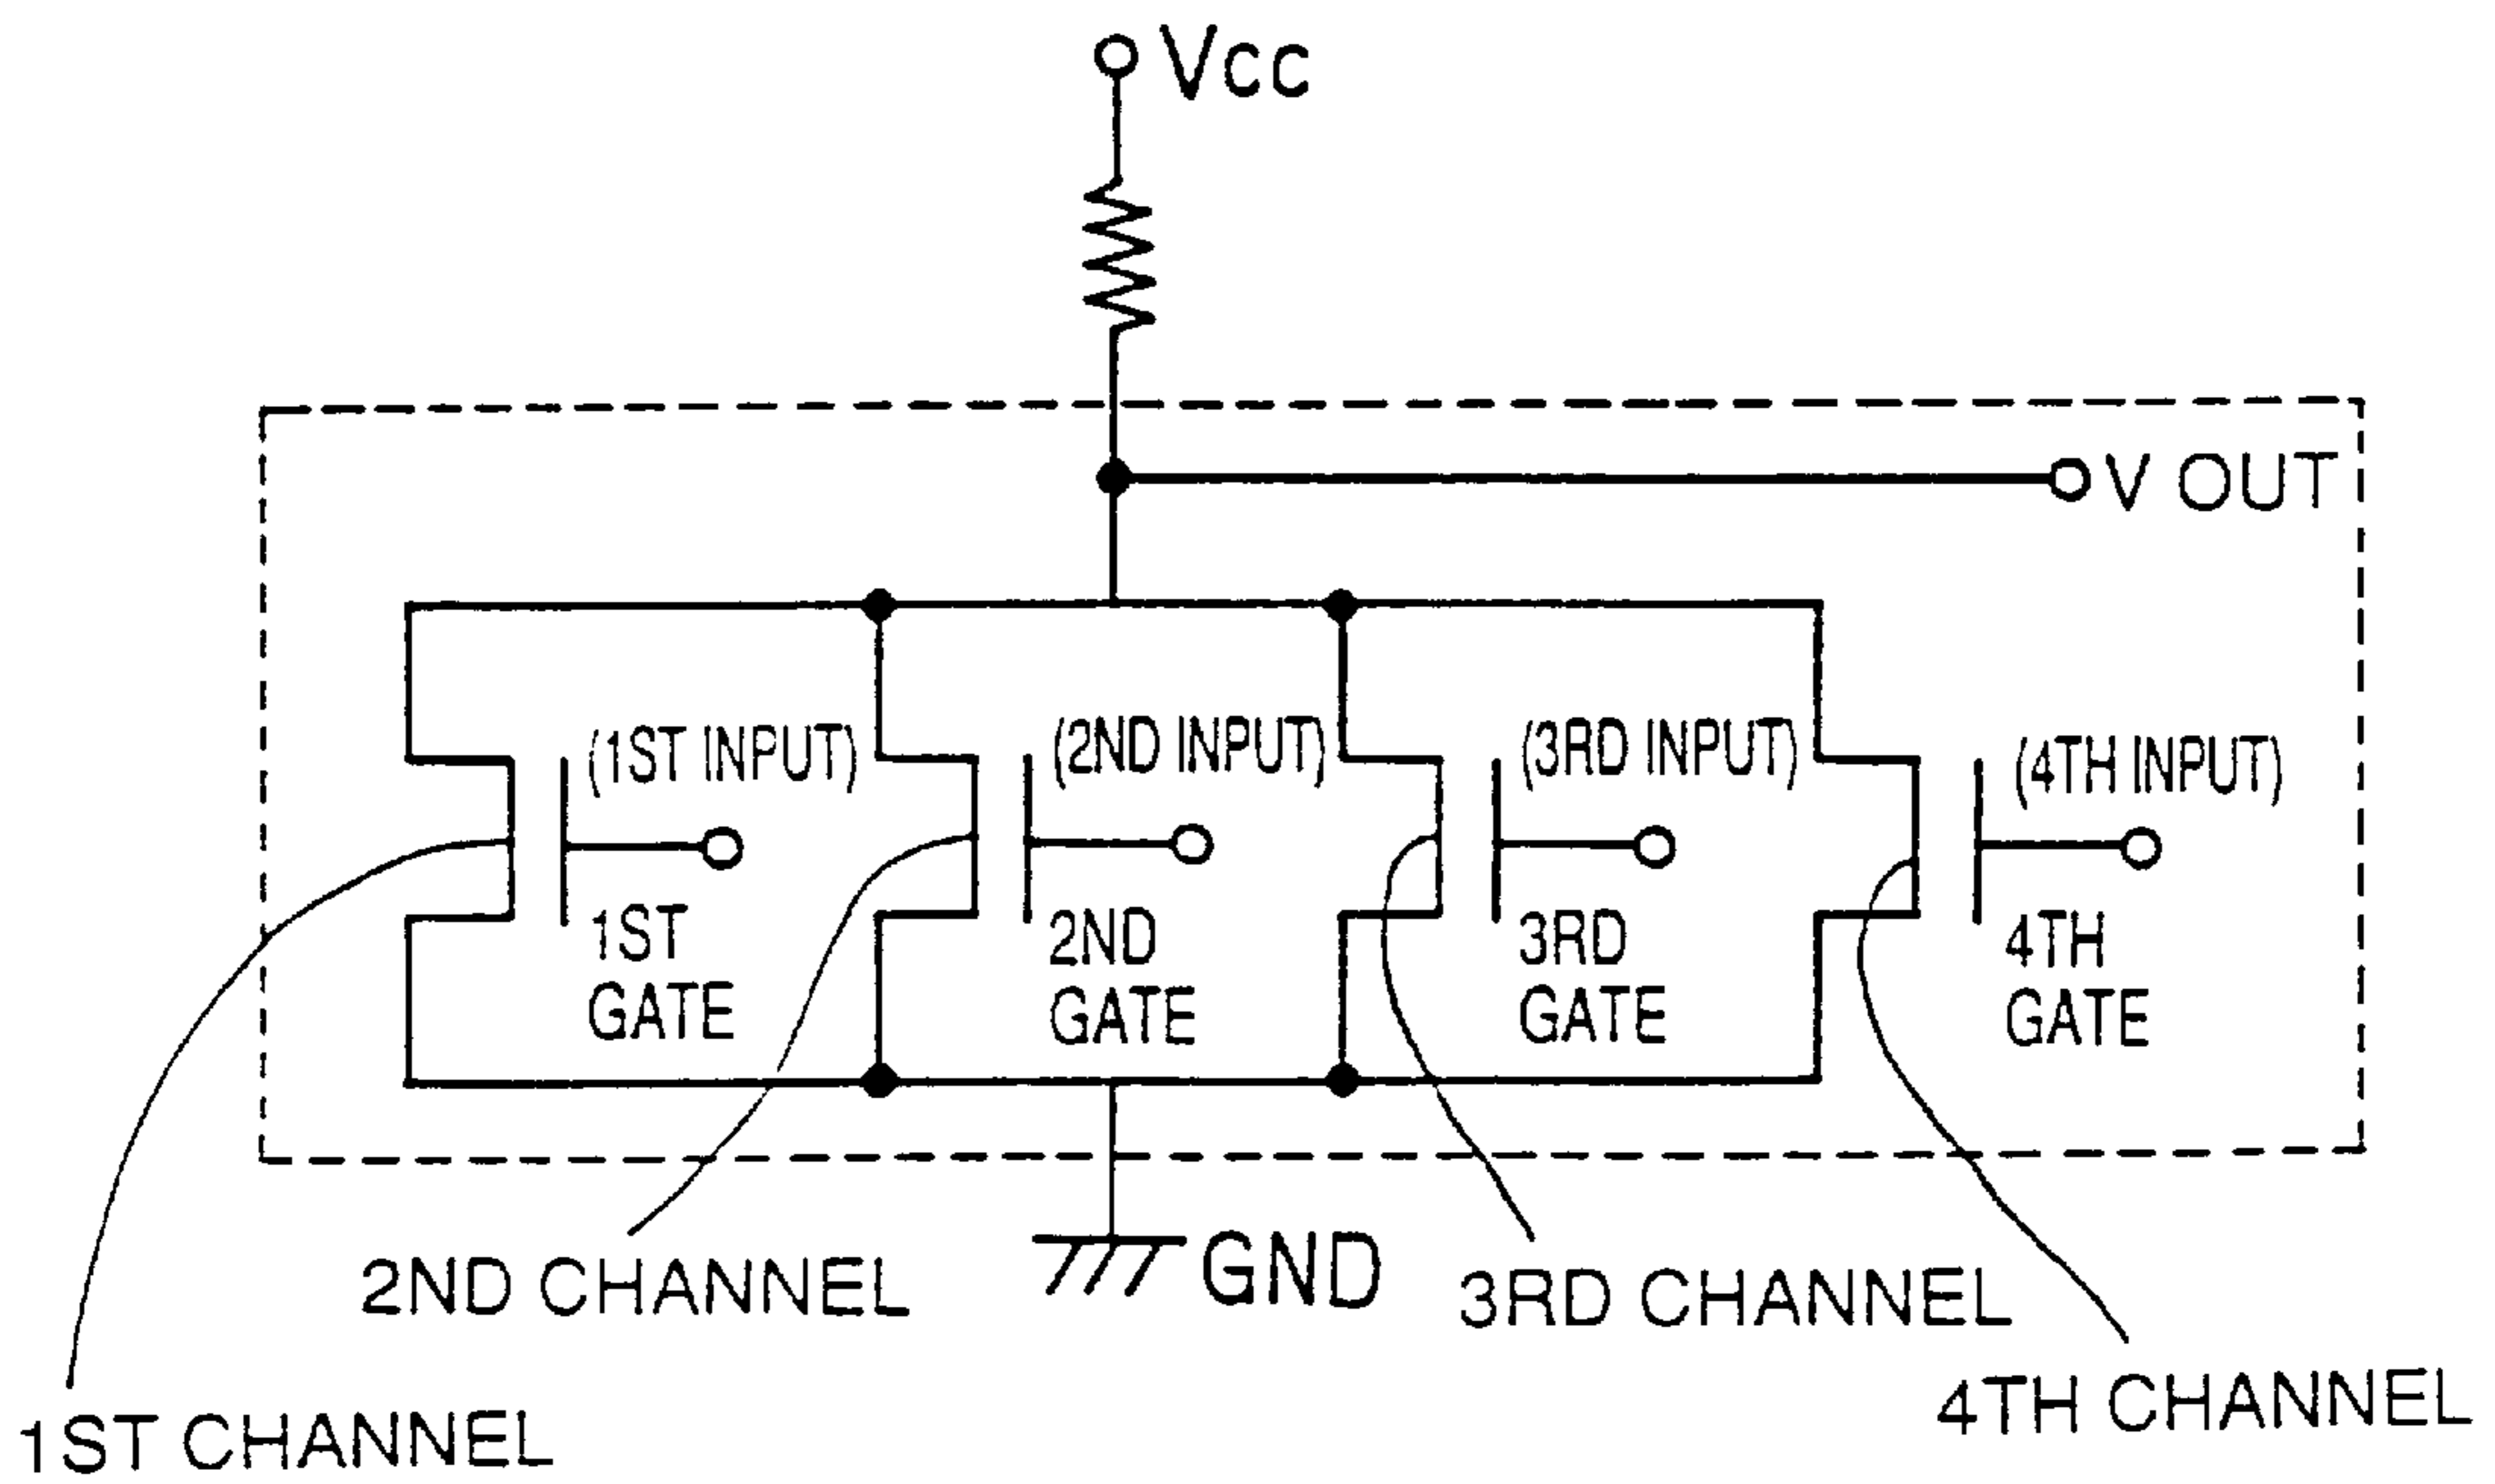 Vcc
V OUT
(1ST INPUT)
(2ND INPUT)
(3RD INPUT)
(4TH INPUT)
1ST
GATE
2ND
GATE
3RD
GATE
4TH
GATE
2ND CHANNEL
GND
3RD CHANNEL
1ST CHANNEL
4TH CHANNEL